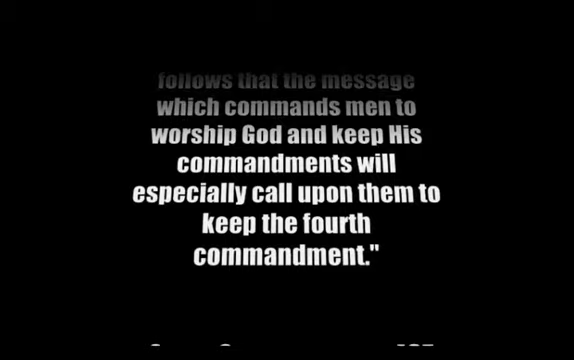 follows that the message
which commands men to
worship God and keep His
commandments will
especially call upon them to
keep the fourth
commandment."